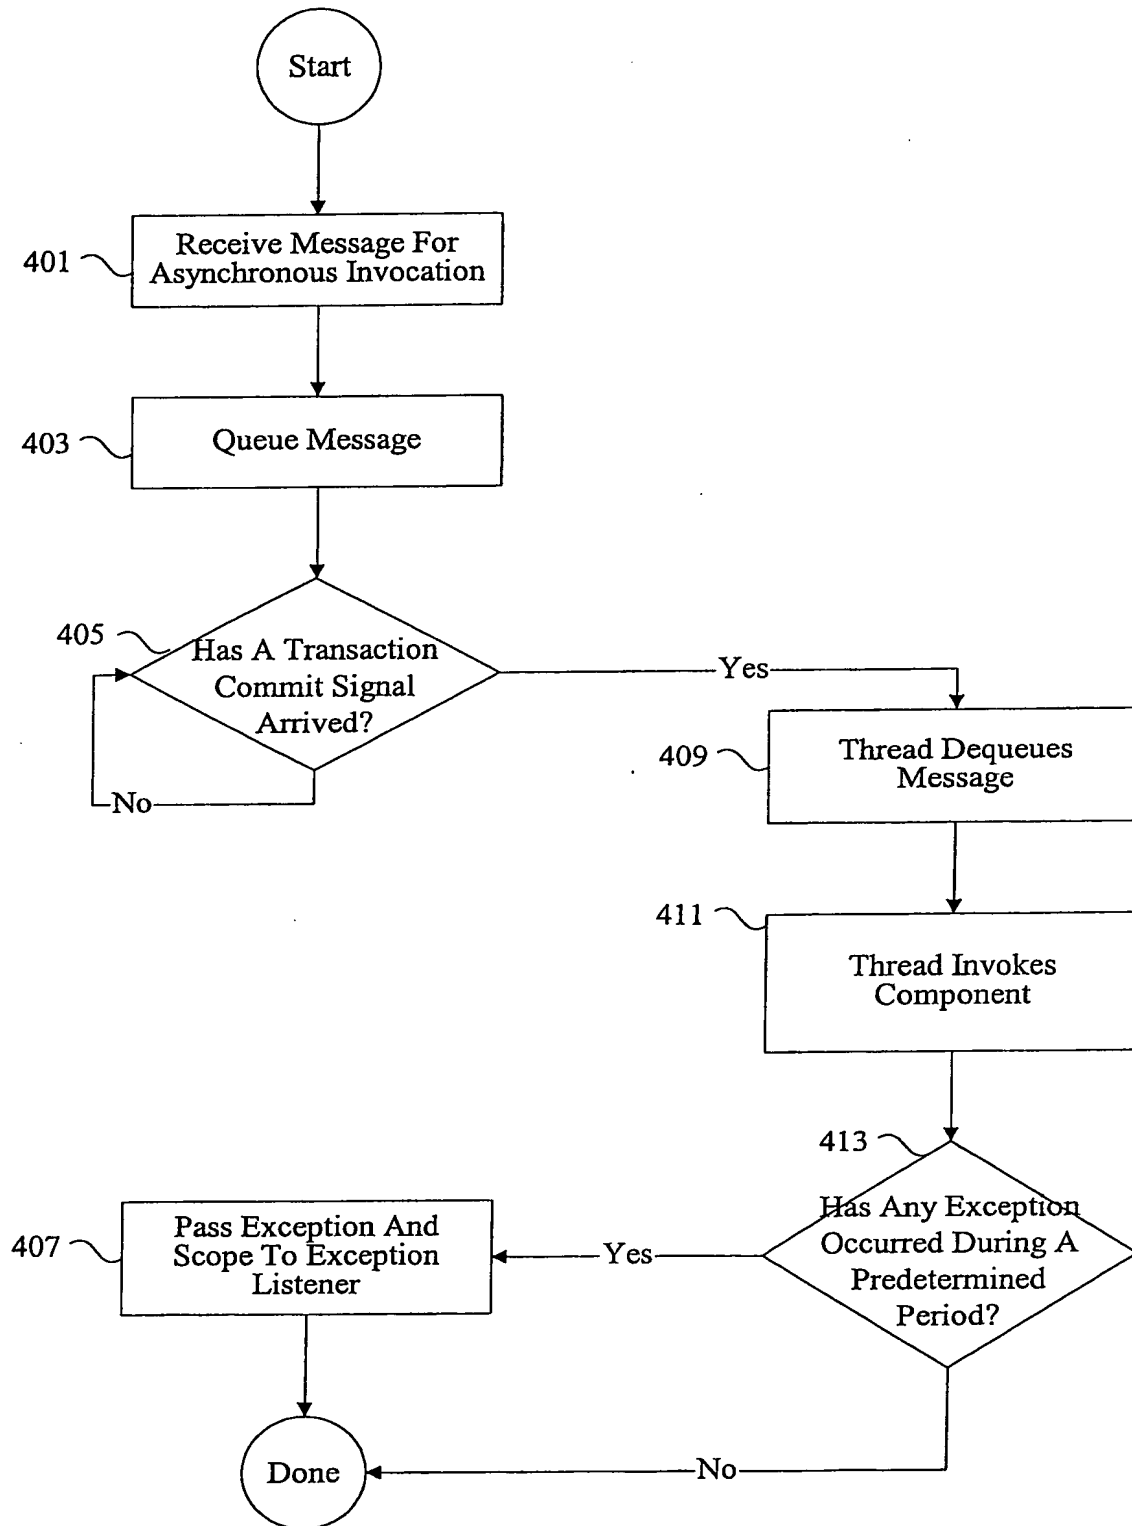 Start
401
Receive Message For
Asynchronous Invocation
403
Queue Message
405
Has A Transaction
Commit Signal
Arrived?
Yes
No
409
Thread Dequeues
Message
411
Thread Invokes
Component
413
Has Any Exception
Occurred During A
Predetermined
Period?
Yes
407
Pass Exception And
Scope To Exception
Listener
No
Done